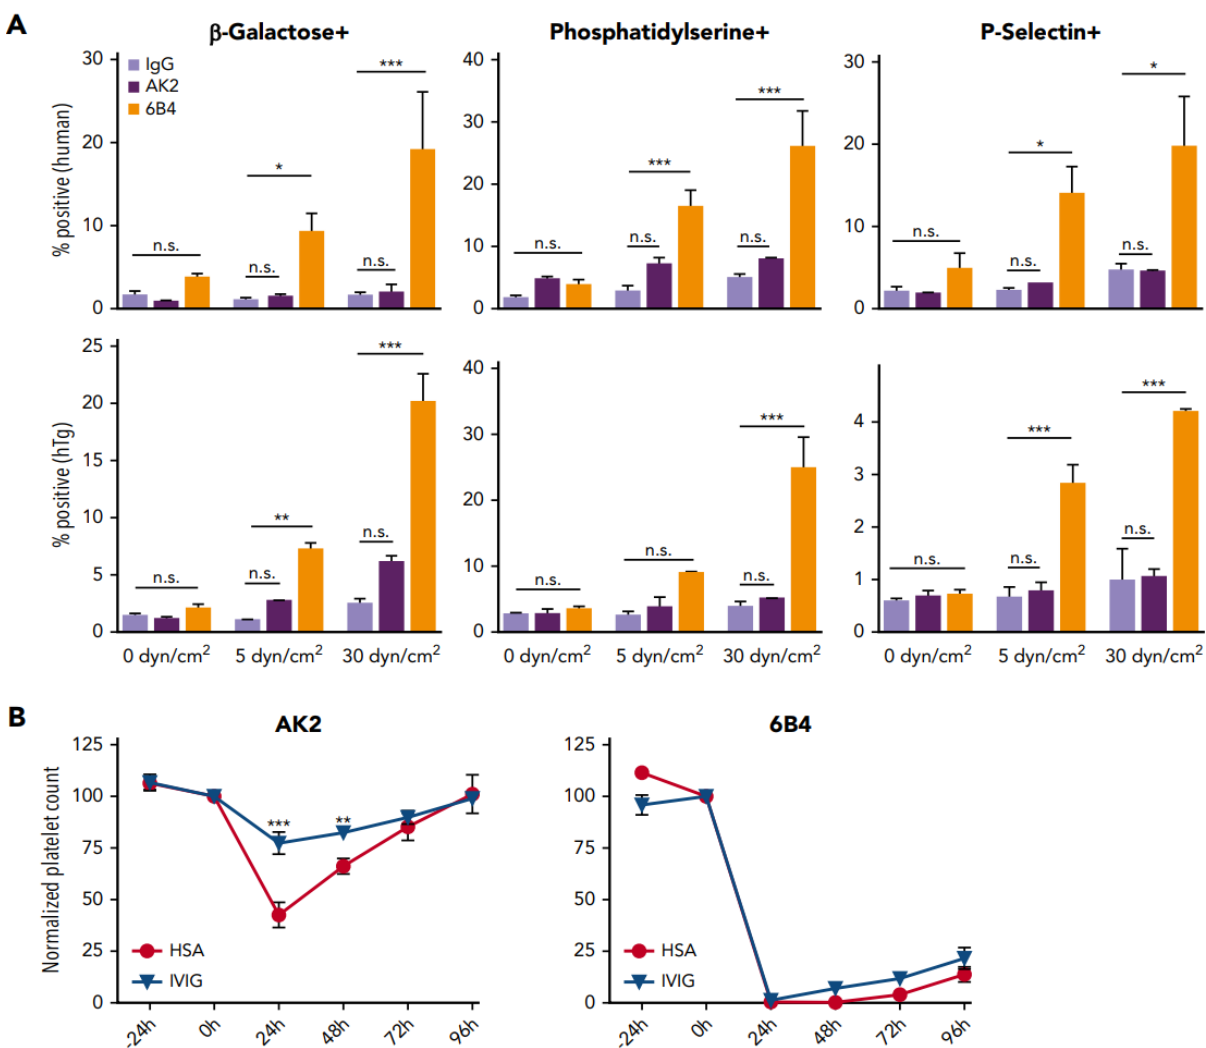 A
β-Galactose+
Phosphatidylserine+
P-Selectin+
IgG
AK2
6B4
% positive (human)
30
20
10
0
n.s.
n.s.
*
n.s.
***
40
30
20
10
0
n.s.
n.s.
***
n.s.
***
30
20
10
0
n.s.
n.s.
*
n.s.
*
% positive (hTg)
25
20
15
10
5
0
n.s.
n.s.
**
n.s.
***
0 dyn/cm2
5 dyn/cm2
30 dyn/cm2
40
30
20
10
0
n.s.
n.s.
n.s.
***
0 dyn/cm2
5 dyn/cm2
30 dyn/cm2
4
3
2
1
0
n.s.
n.s.
***
n.s.
***
0 dyn/cm2
5 dyn/cm2
30 dyn/cm2
B
AK2
Normalized platelet count
125
100
75
50
25
0
***
**
HSA
IVIG
-24h
0h
24h
48h
72h
96h
6B4
125
100
75
50
25
0
HSA
IVIG
-24h
0h
24h
48h
72h
96h